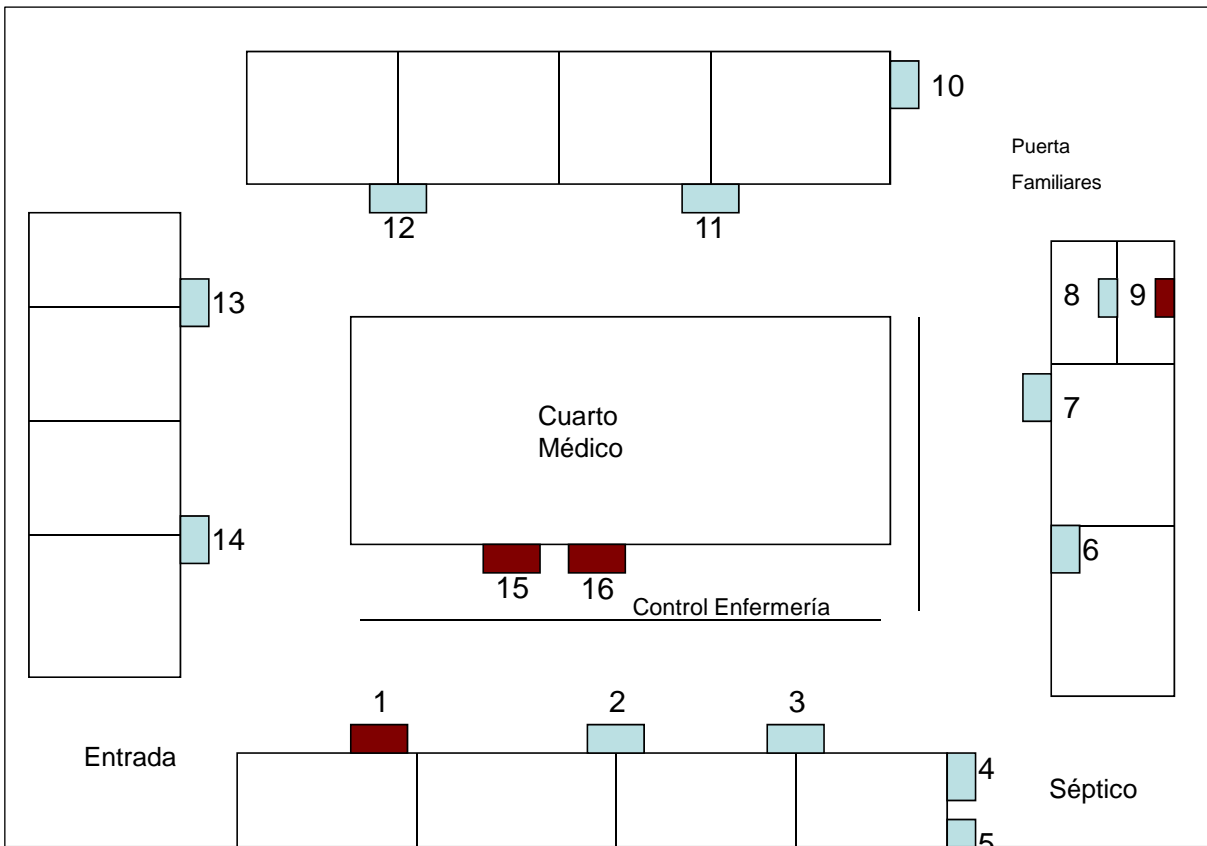 10
Puerta
Familiares
12
11
8
9
13
7
Cuarto
Médico
14
6
15
16
Control Enfermería
1
2
3
Entrada
4
Séptico
5